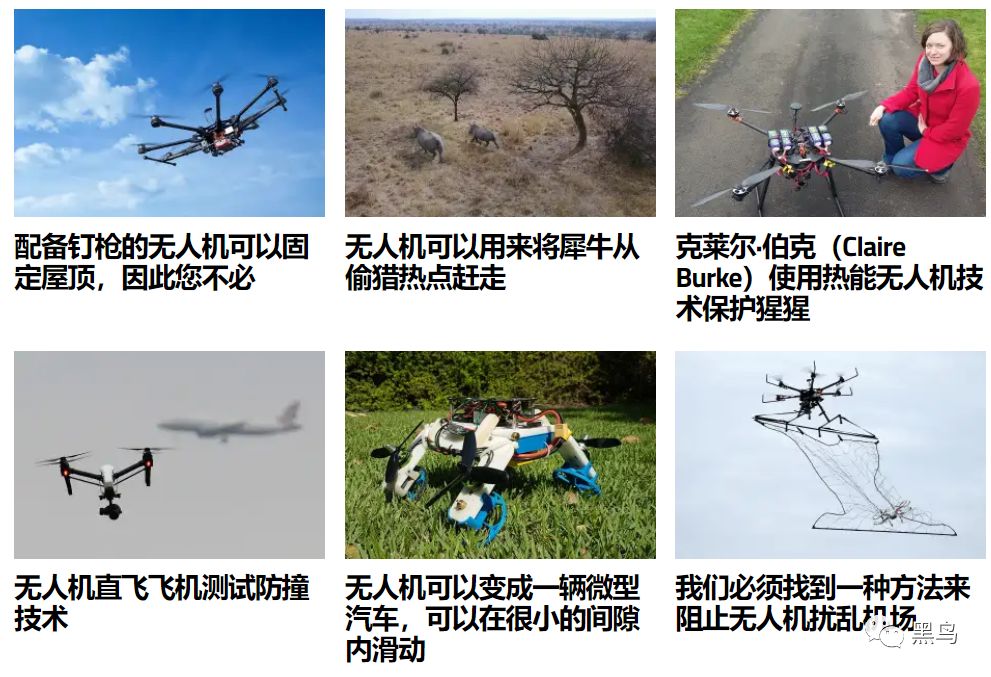 配备钉枪的无人机可以固
定屋顶，因此您不必
无人机可以用来将犀牛从
偷猎热点赶走
克莱尔·伯克（Claire
Burke）使用热能无人机技
术保护猩猩
无人机直飞飞机测试防撞
技术
无人机可以变成一辆微型
汽车，可以在很小的间隙
内滑动
我们必须找到一种方法来
阻止无人机扰乱机场
黑鸟